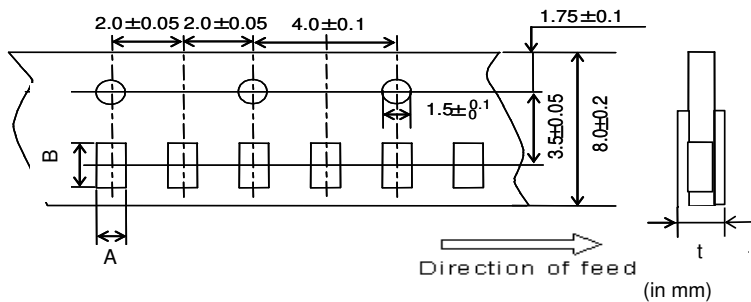 1.75±0.1
2.0±0.05 2.0±0.05 4.0±0.1
1.5±0.1 0
3.5±0.05
8.0±0.2
B
A
t
Direction of feed
(in mm)